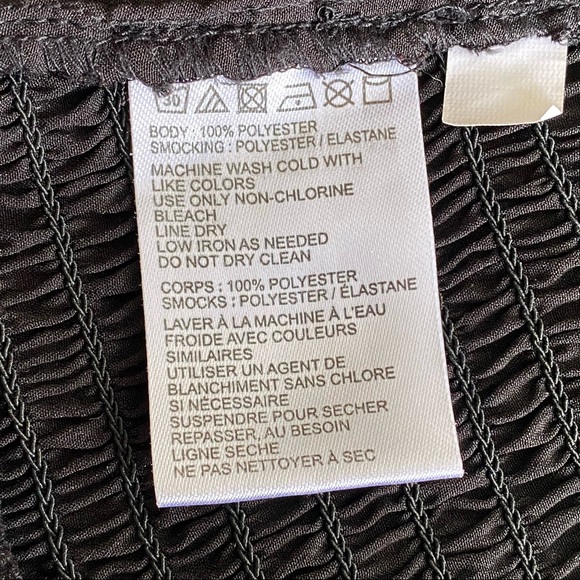 30
BODY : 100% POLYESTER
SMOCKING : POLYESTER / ELASTANE
MACHINE WASH COLD WITH
LIKE COLORS
USE ONLY NON-CHLORINE
BLEACH
LINE DRY
LOW IRON AS NEEDED
DO NOT DRY CLEAN
CORPS : 100% POLYESTER
SMOCKS : POLYESTER / ÉLASTANE
LAVER À LA MACHINE À L'EAU
FROIDE AVEC COULEURS
SIMILAIRES
UTILISER UN AGENT DE
BLANCHIMENT SANS CHLORE
SI NÉCESSAIRE
SUSPENDRE POUR SECHER
REPASSER, AU BESOIN
LIGNE SECHE
NE PAS NETTOYER À SEC